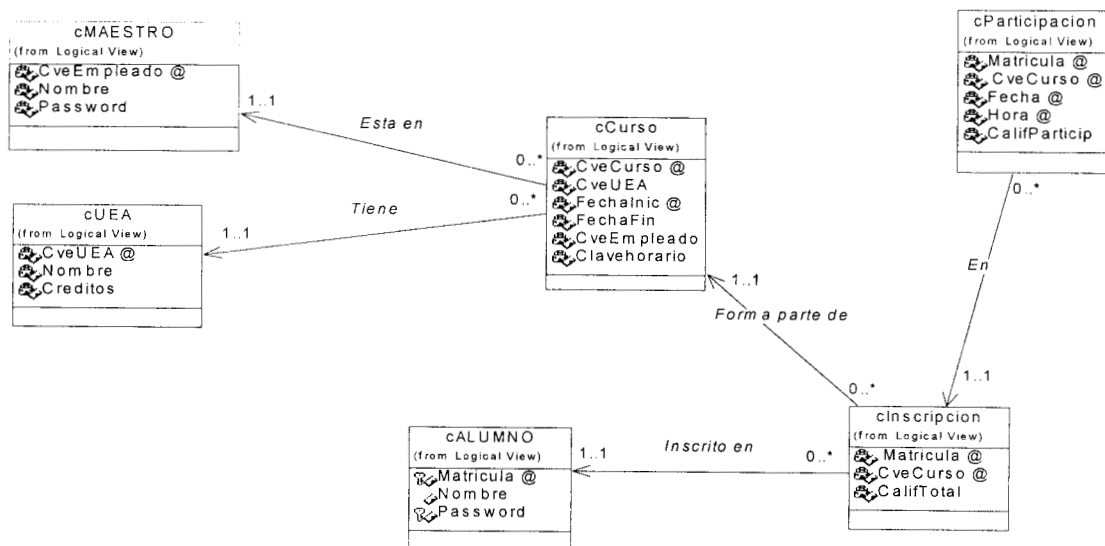 cMAESTRO
(from Logical View)
CveEmpleado @
Nombre
Password
1..1
Esta en
0..*
cUEA
(from Logical View)
CveUEA @
Nombre
Creditos
1..1
Tiene
0..*
cCurso
(from Logical View)
CveCurso @
CveUEA
FechaInic @
FechaFin
CveEmpleado
Clavehorario
1..1
Forma parte de
0..*
cParticipacion
(from Logical View)
Matricula @
CveCurso @
Fecha @
Hora @
CalifParticip
0..*
En
1..1
cALUMNO
(from Logical View)
Matricula @
Nombre
Password
1..1
Inscrito en
0..*
cInscripcion
(from Logical View)
Matricula @
CveCurso @
CalifTotal